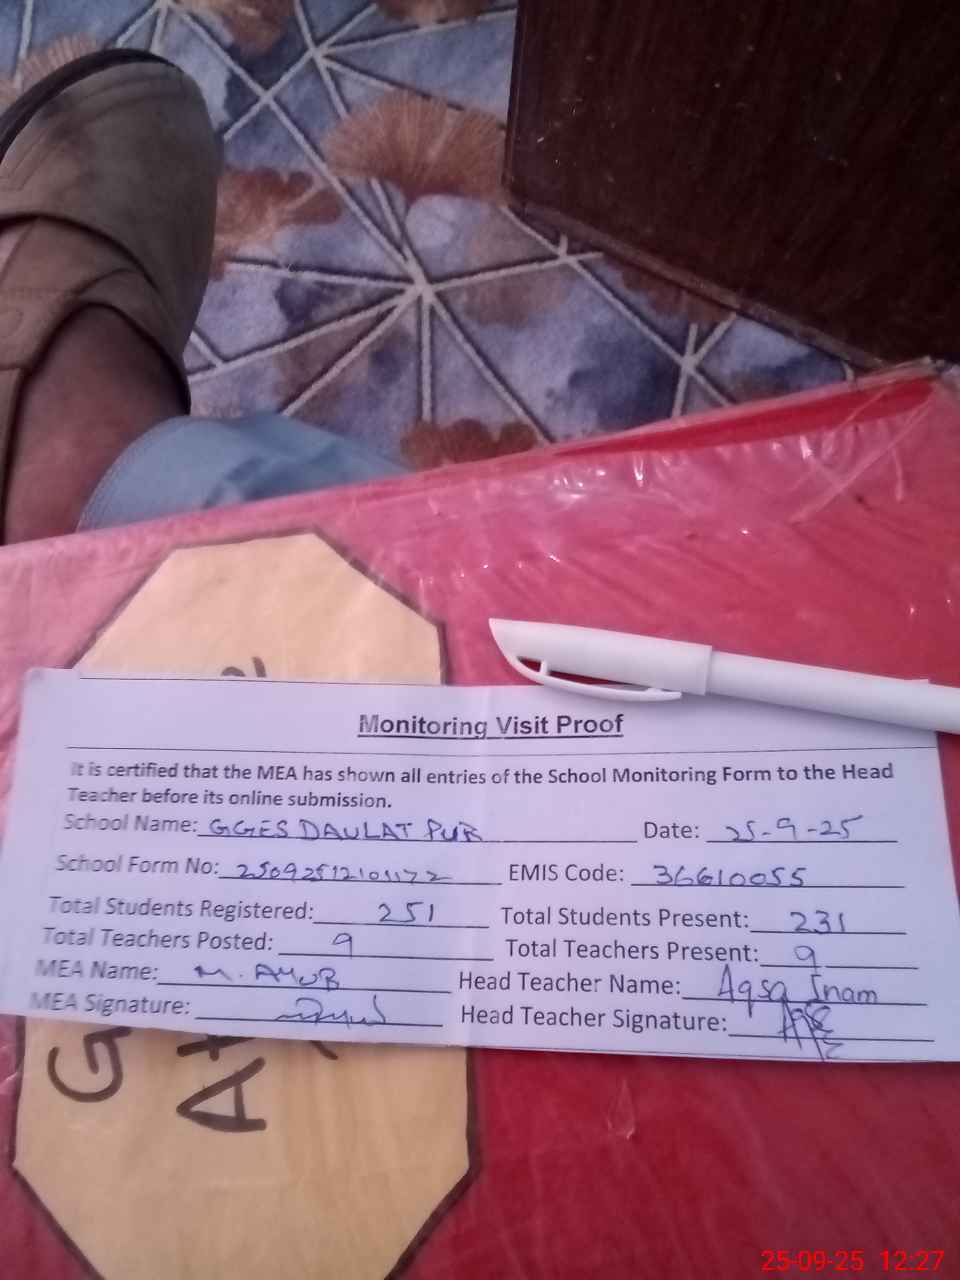 Monitoring Visit Proof
It is certified that the MEA has shown all entries of the School Monitoring Form to the Head
Teacher before its online submission.
School Name: GGES DAULAT PUR Date: 25-9-25
School Form No: EMIS Code: 36610055
Total Students Registered: 251 Total Students Present: 231
Total Teachers Posted: 9 Total Teachers Present: 9
MEA Name: M. AYUB Head Teacher Name: Aqsa Inam
MEA Signature: Head Teacher Signature:
25-09-25 12:27